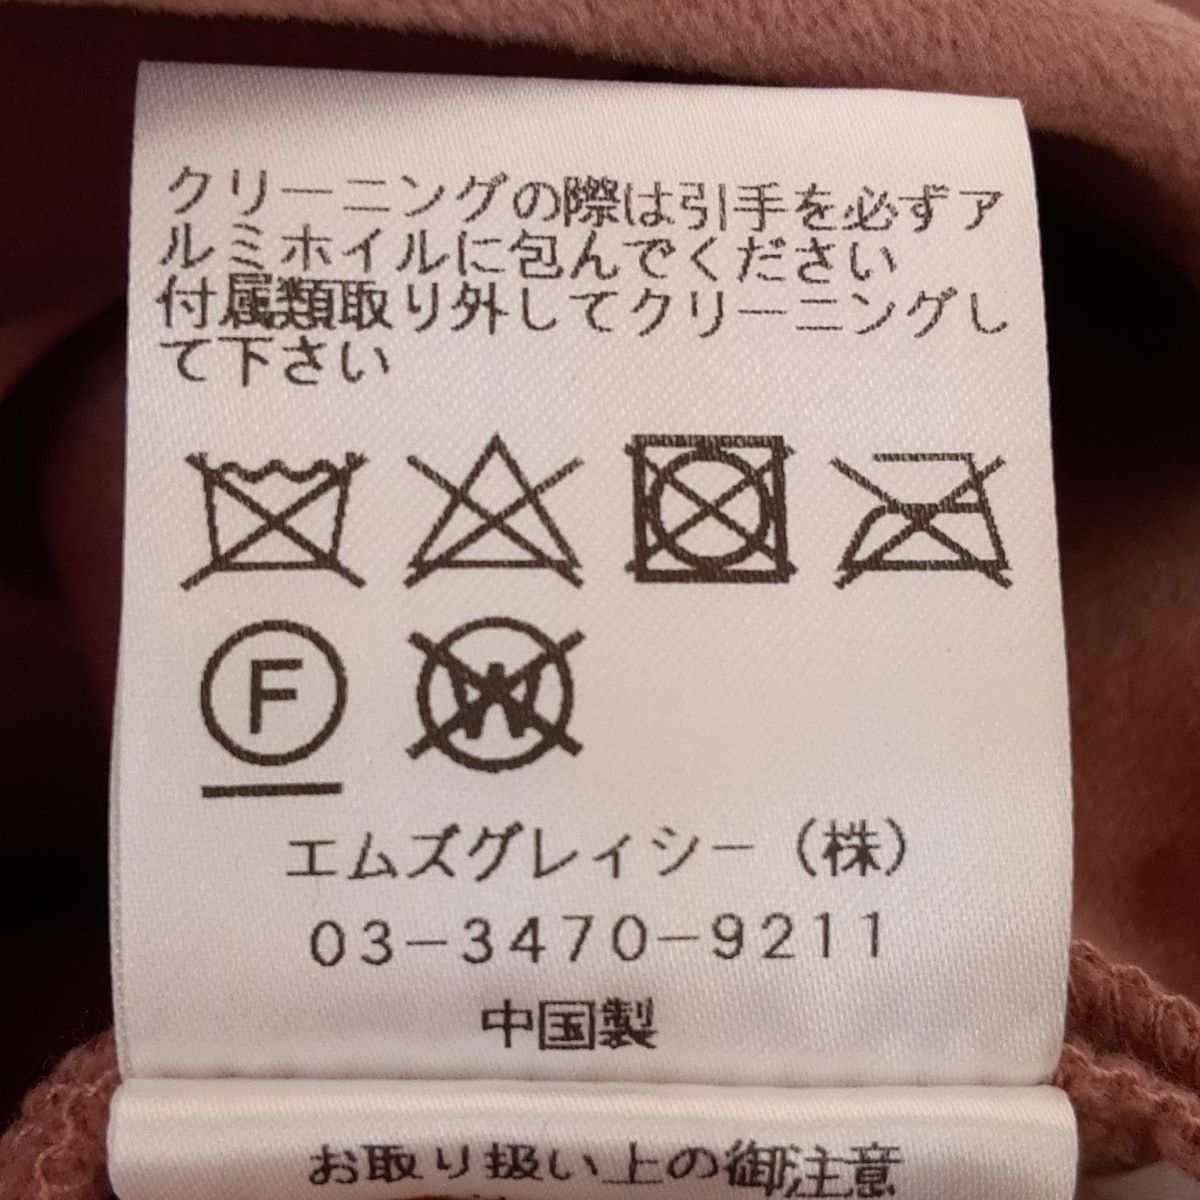 クリーニングの際は引手を必ずア
ルミホイルに包んでください
付属類取り外してクリーニングし
て下さい
F
W
エムズグレイシー(株)
03-3470-9211
中国製
お取り扱い上の御注意